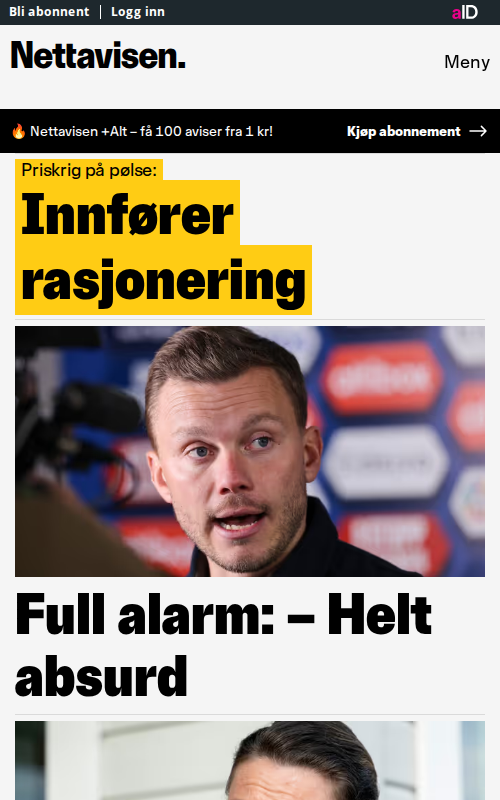 Bli abonnent Logg inn
aID
Nettavisen.
Meny
🔥 Nettavisen +Alt – få 100 aviser fra 1 kr!
Kjøp abonnement →
Priskrig på pølse:
Innfører
rasjonering
Full alarm: – Helt
absurd